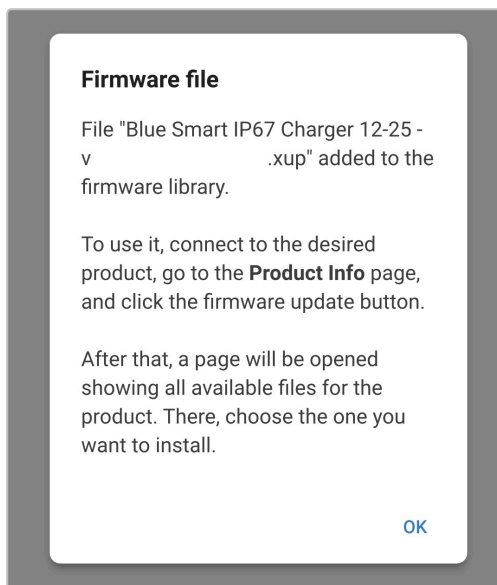 Firmware file
File "Blue Smart IP67 Charger 12-25 -
v .xup" added to the
firmware library.
To use it, connect to the desired
product, go to the Product Info page,
and click the firmware update button.
After that, a page will be opened
showing all available files for the
product. There, choose the one you
want to install.
OK